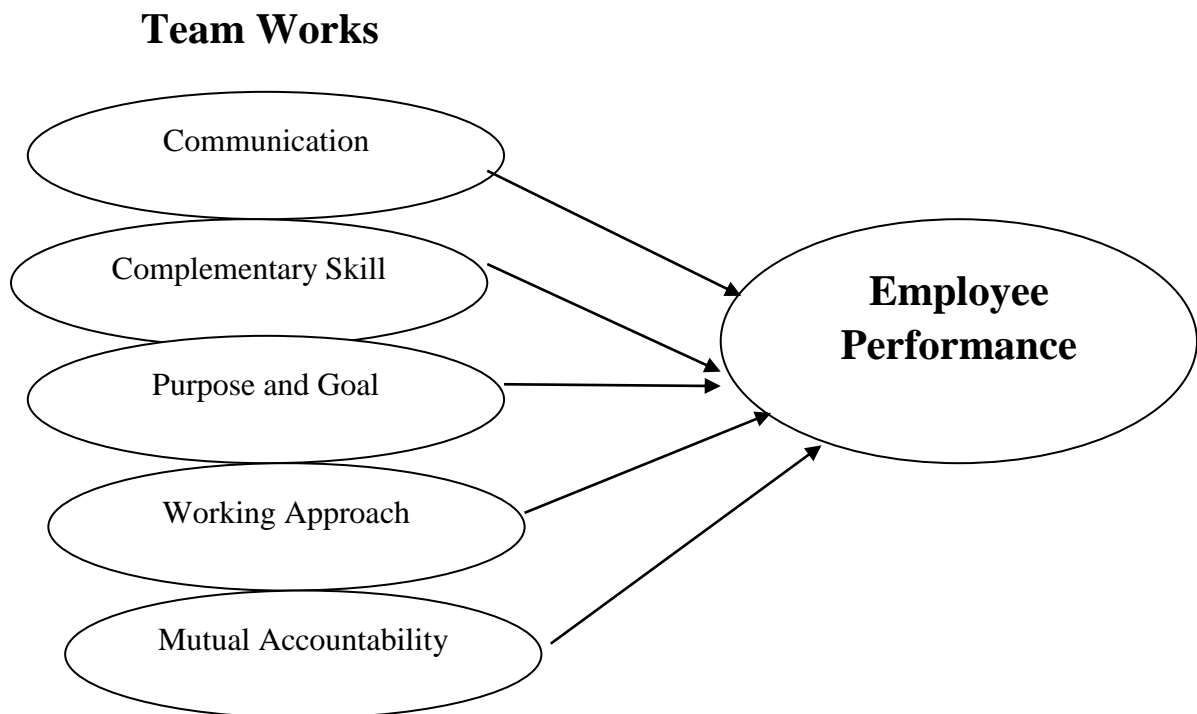 Team Works
Communication
Complementary Skill
Purpose and Goal
Working Approach
Mutual Accountability
Employee
Performance